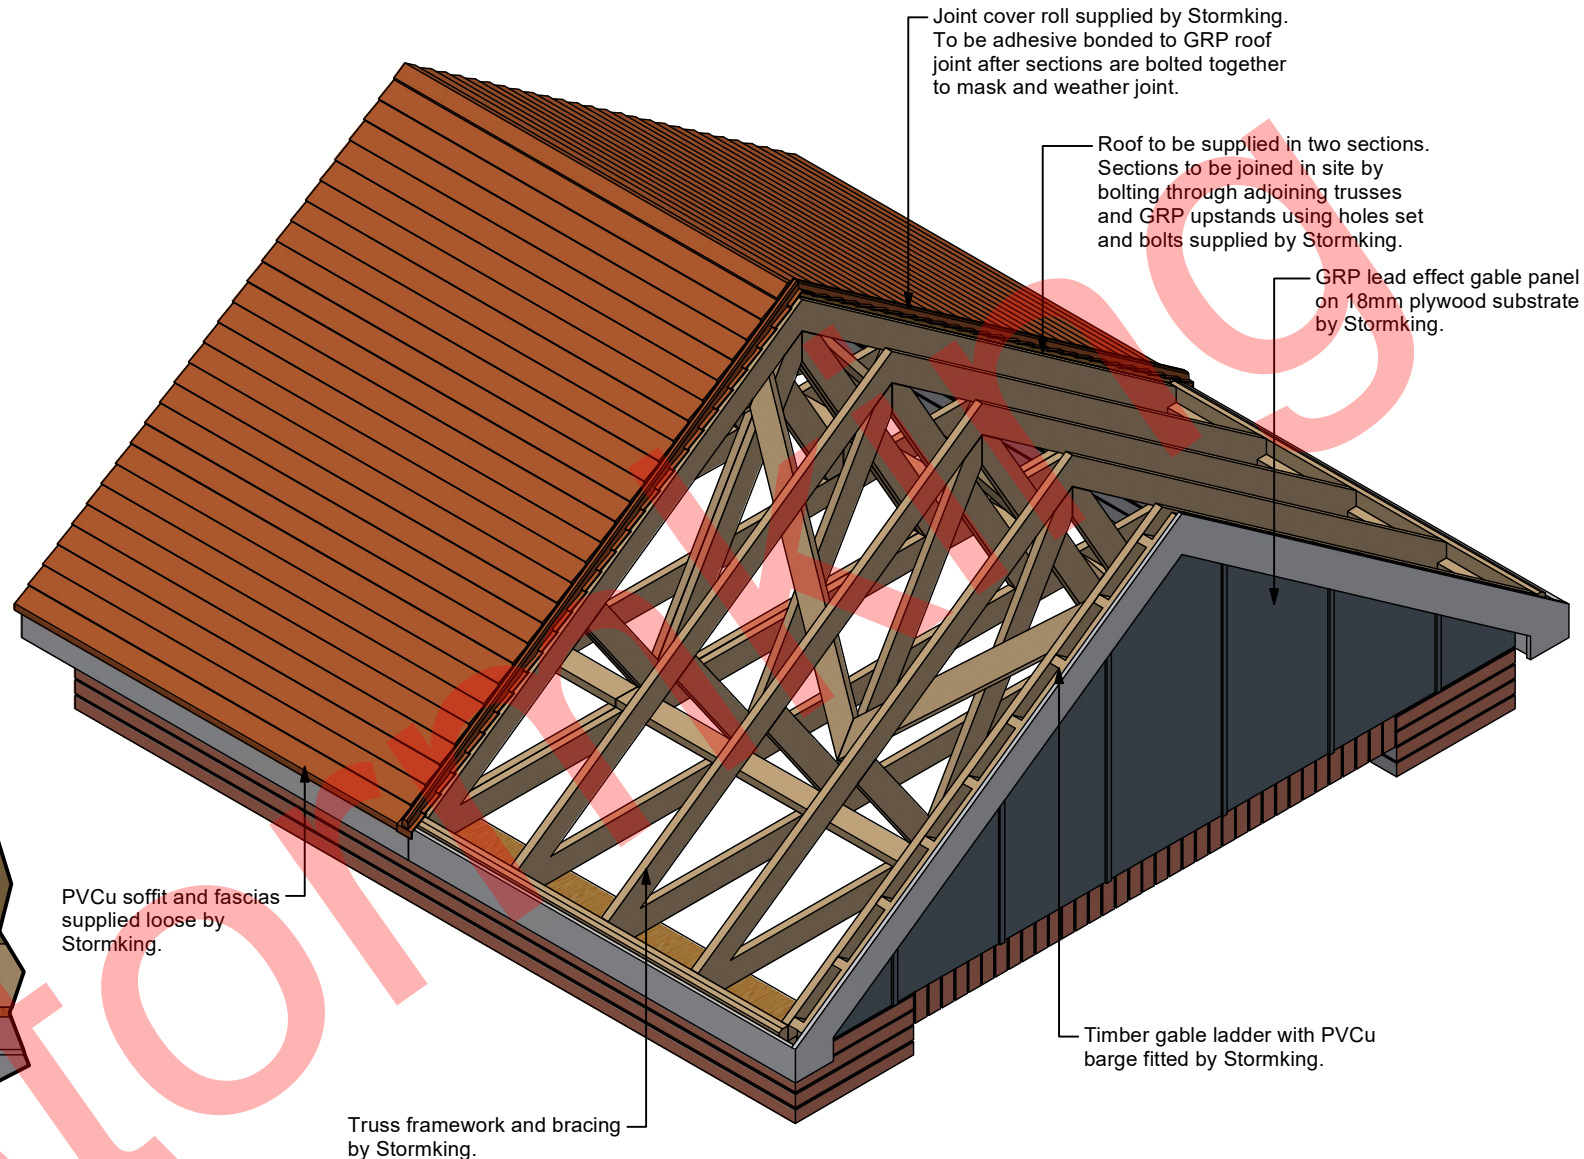 Joint cover roll supplied by Stormking.
To be adhesive bonded to GRP roof
joint after sections are bolted together
to mask and weather joint.
Roof to be supplied in two sections.
Sections to be joined in site by
bolting through adjoining trusses
and GRP upstands using holes set
and bolts supplied by Stormking.
GRP lead effect gable panel
on 18mm plywood substrate
by Stormking.
PVCu soffit and fascias
supplied loose by
Stormking.
Timber gable ladder with PVCu
barge fitted by Stormking.
Truss framework and bracing
by Stormking.
tormking